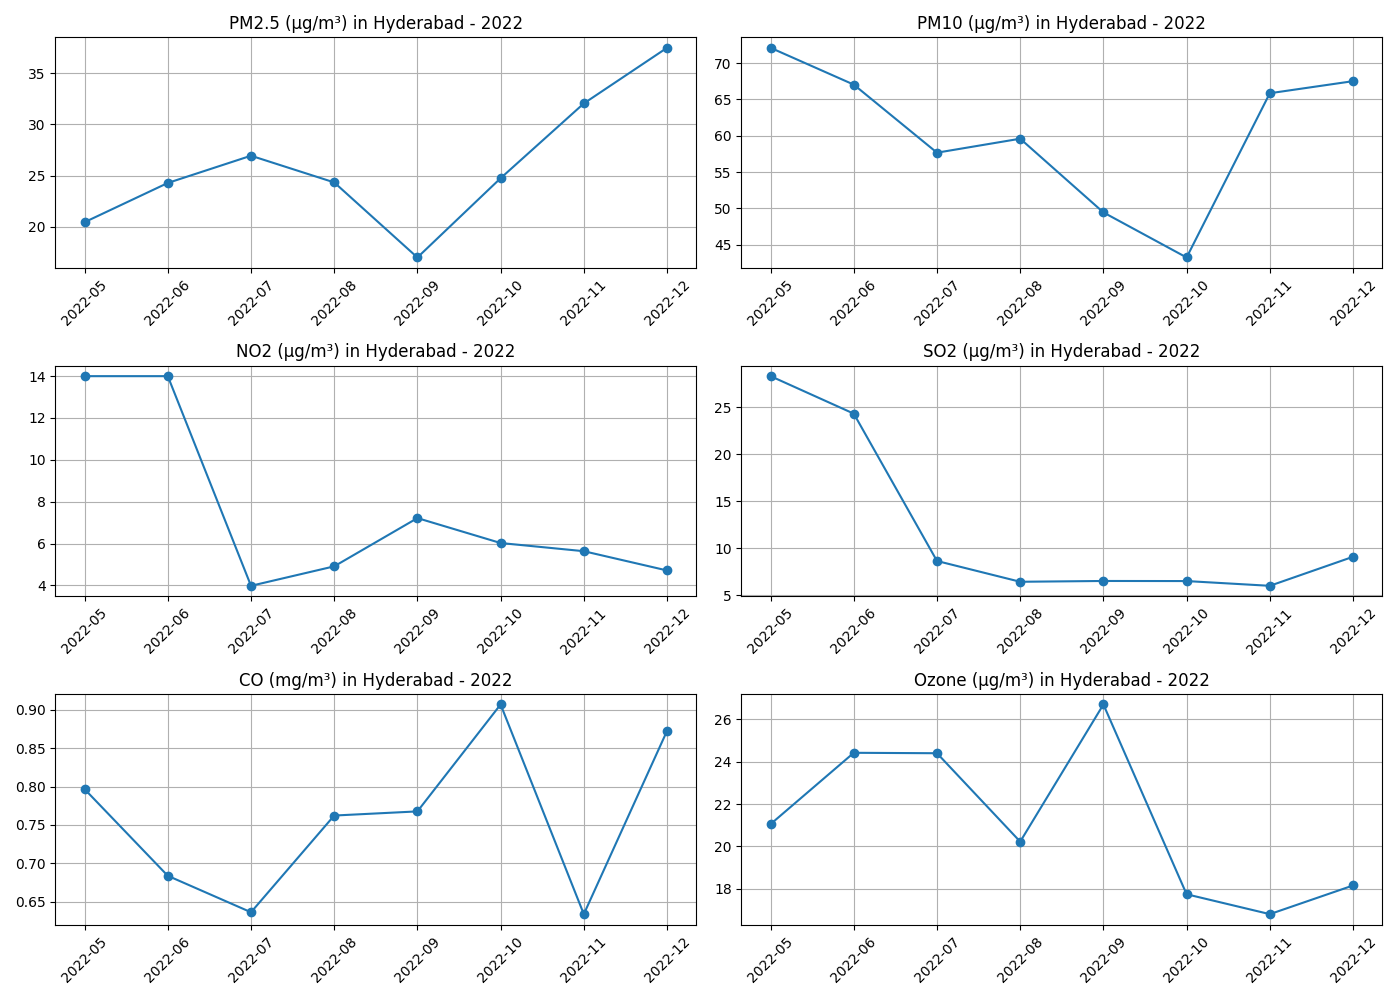 PM2.5 (µg/m³) in Hyderabad - 2022
35
30
25
20
2022-05 2022-06 2022-07 2022-08 2022-09 2022-10 2022-11 2022-12
PM10 (µg/m³) in Hyderabad - 2022
70
65
60
55
50
45
2022-05 2022-06 2022-07 2022-08 2022-09 2022-10 2022-11 2022-12
NO2 (µg/m³) in Hyderabad - 2022
14
12
10
8
6
4
2022-05 2022-06 2022-07 2022-08 2022-09 2022-10 2022-11 2022-12
SO2 (µg/m³) in Hyderabad - 2022
25
20
15
10
5
2022-05 2022-06 2022-07 2022-08 2022-09 2022-10 2022-11 2022-12
CO (mg/m³) in Hyderabad - 2022
0.90
0.85
0.80
0.75
0.70
0.65
2022-05 2022-06 2022-07 2022-08 2022-09 2022-10 2022-11 2022-12
Ozone (µg/m³) in Hyderabad - 2022
26
24
22
20
18
2022-05 2022-06 2022-07 2022-08 2022-09 2022-10 2022-11 2022-12